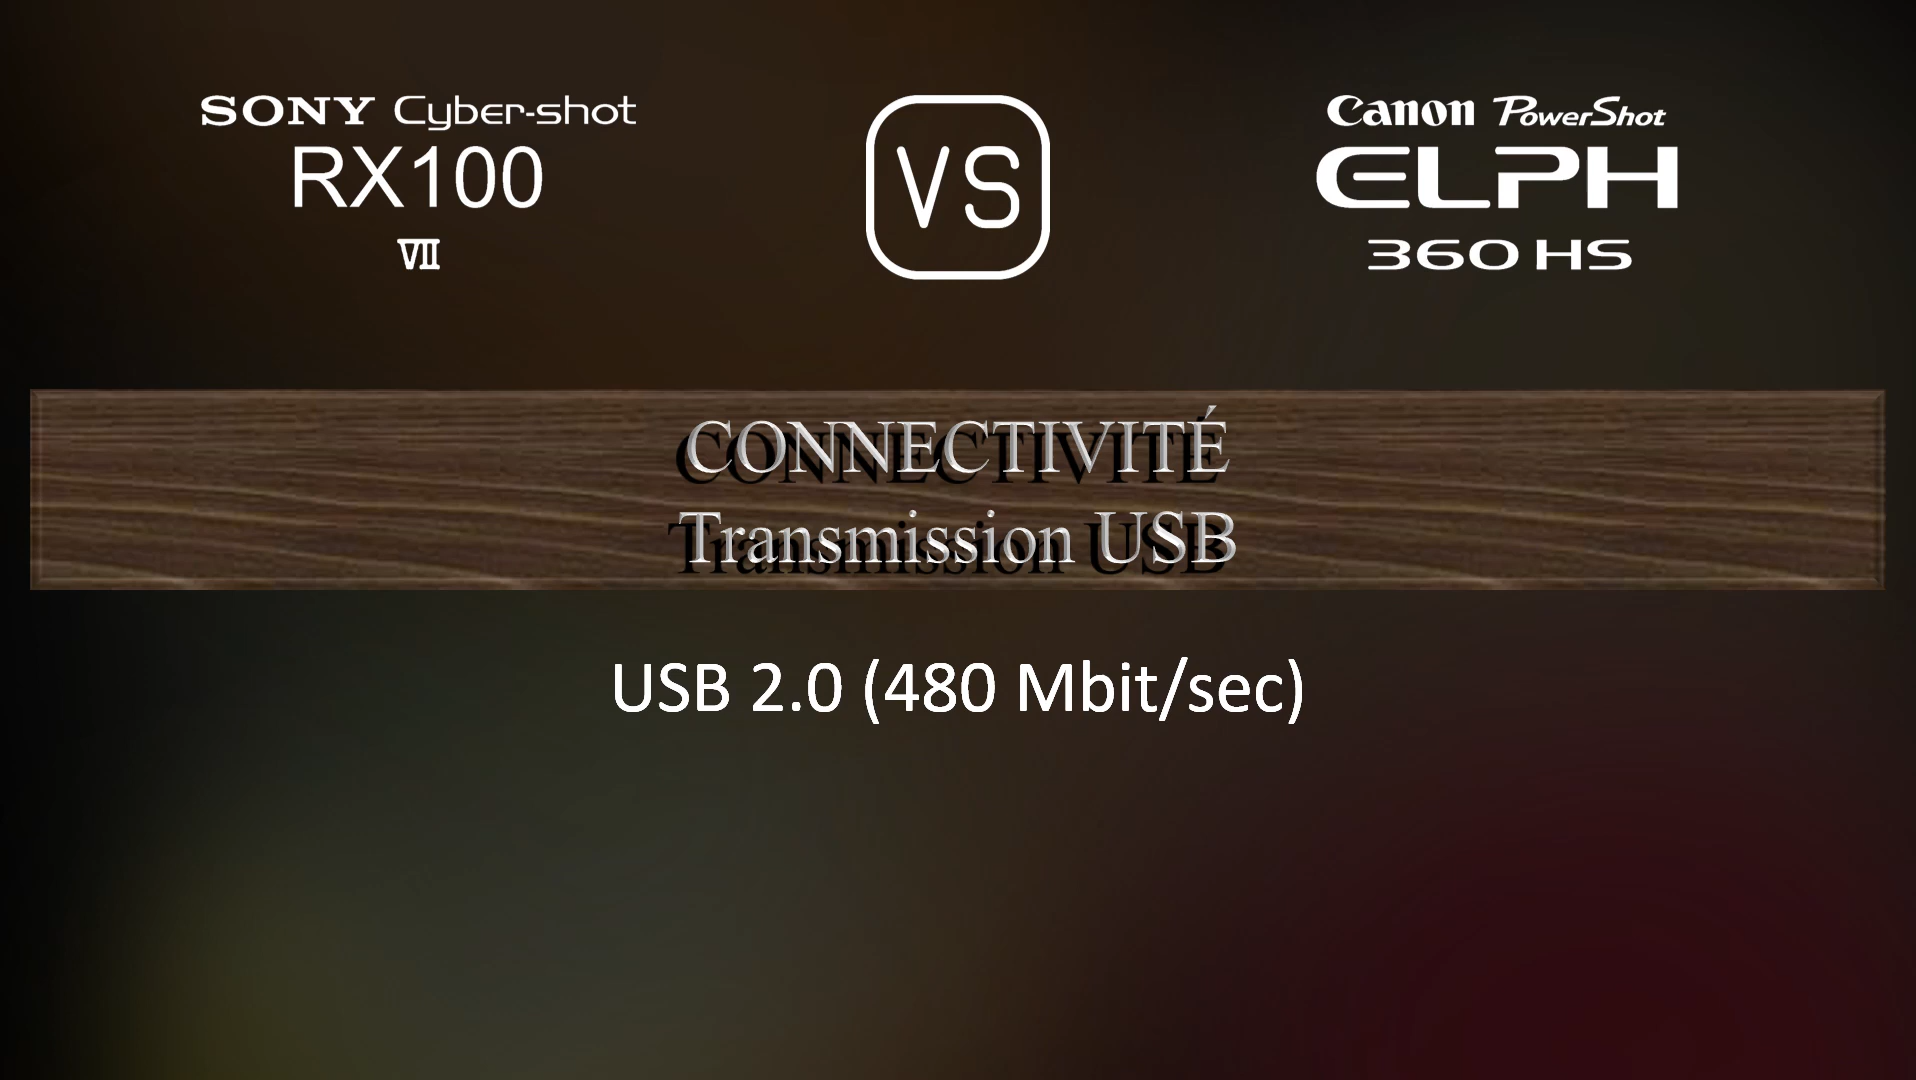 SONY Cyber-shot
RX100
VII
VS
Canon PowerShot
ELPH
360 HS
CONNECTIVITÉ
Transmission USB
USB 2.0 (480 Mbit/sec)